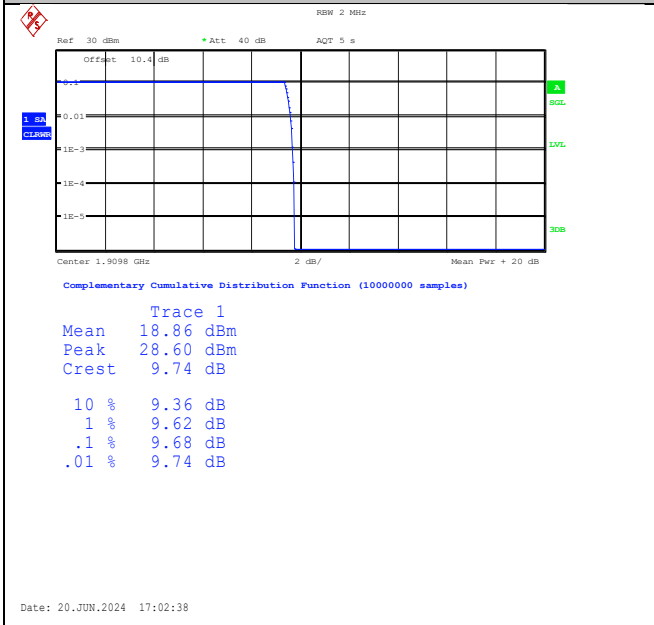 R S
RBW 2 MHz
Ref 30 dBm * Att 40 dB AQT 5 s
Offset 10.4 dB
0.1
A
SGL
0.01
1 SA
CLRWR
1E-3
LVL
1E-4
1E-5
3DB
Center 1.9098 GHz 2 dB/ Mean Pwr + 20 dB
Complementary Cumulative Distribution Function (10000000 samples)
Trace 1
Mean 18.86 dBm
Peak 28.60 dBm
Crest 9.74 dB
10 % 9.36 dB
1 % 9.62 dB
.1 % 9.68 dB
.01 % 9.74 dB
Date: 20.JUN.2024 17:02:38